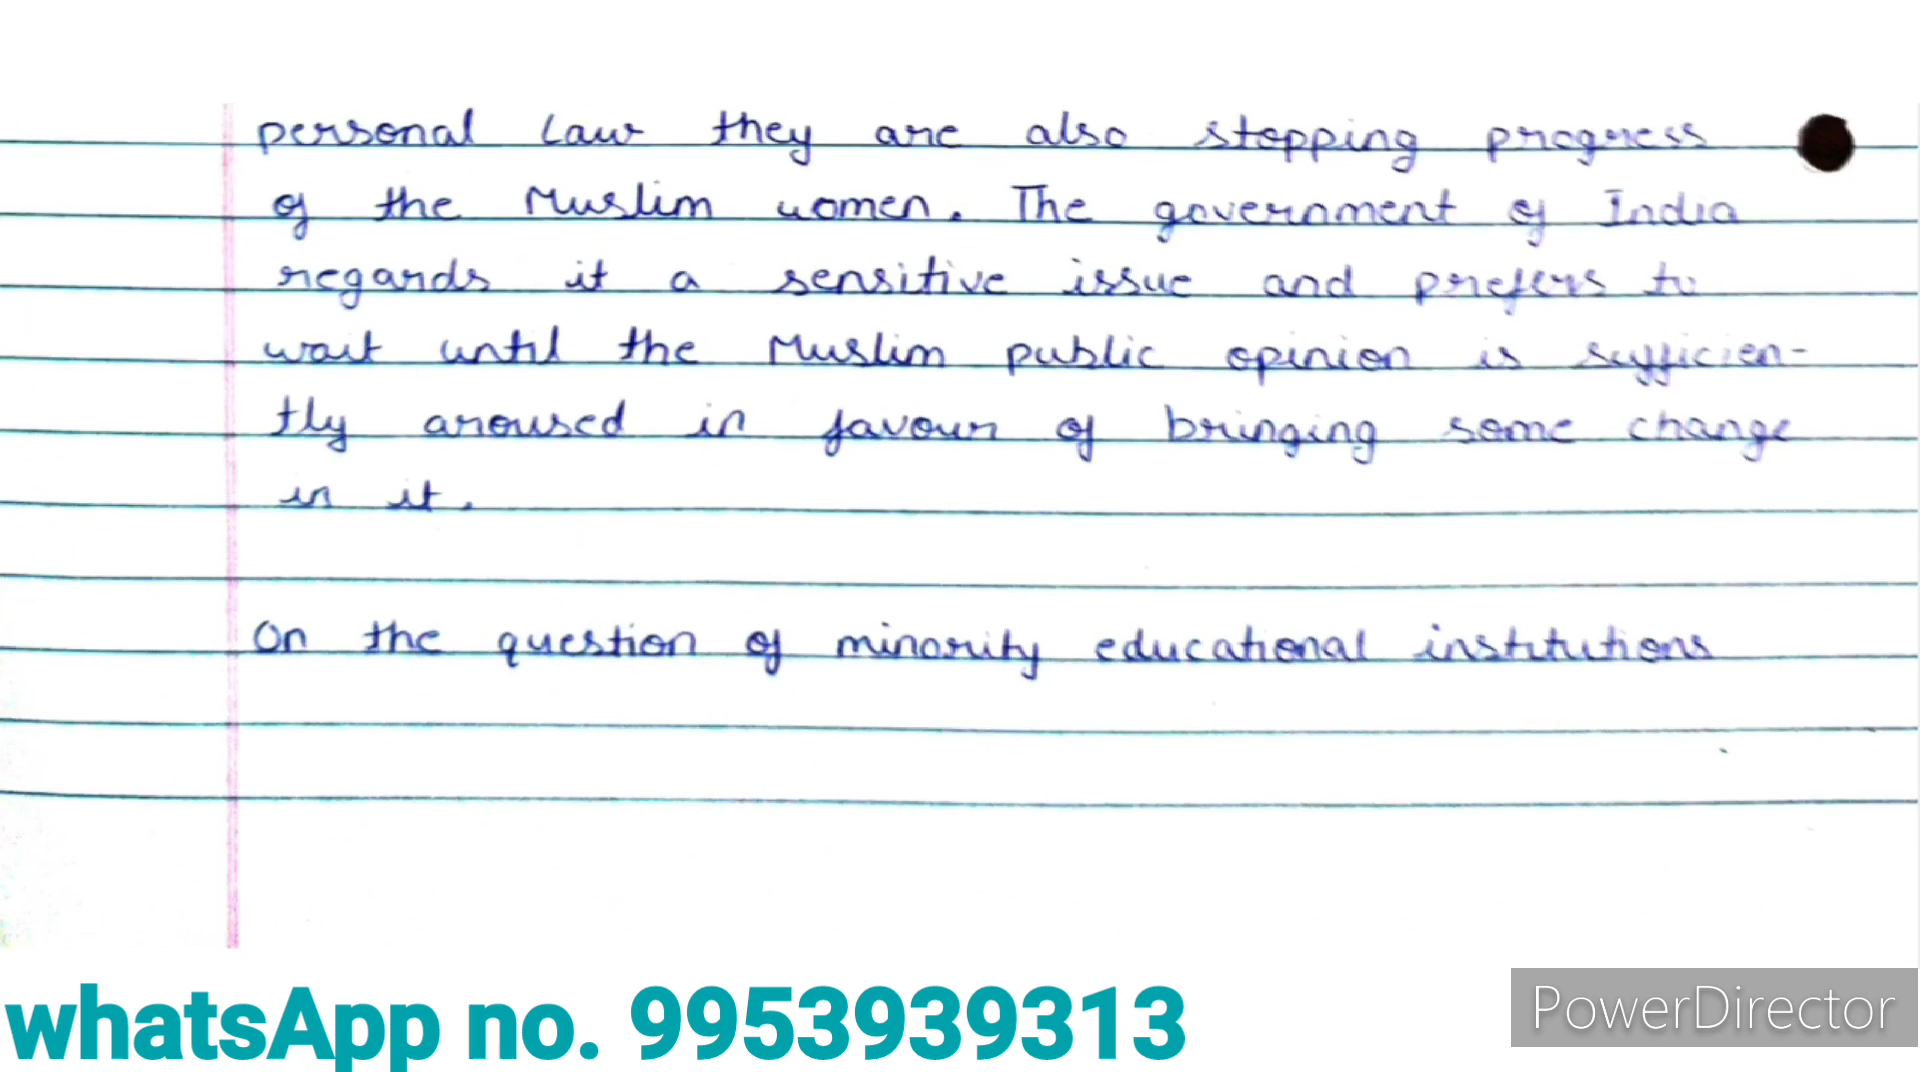 personal law they are also stopping progress
of the Muslim women. The government of India
regards it a sensitive issue and prefers to
wait until the Muslim public opinion is sufficien-
tly aroused in favour of bringing some change
in it.
On the question of minority educational institutions
whatsApp no. 9953939313
PowerDirector